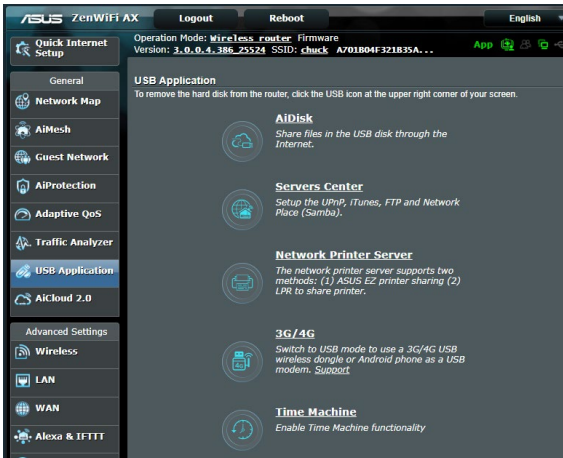 ASUS ZenWiFi AX Logout Reboot English
Quick Internet Setup
Operation Mode: Wireless router Firmware
Version: 3.0.0.4.386_25524 SSID: chuck A701B04F321B35A... App
General
Network Map
AiMesh
Guest Network
AiProtection
Adaptive QoS
Traffic Analyzer
USB Application
AiCloud 2.0
Advanced Settings
Wireless
LAN
WAN
Alexa & IFTTT
USB Application
To remove the hard disk from the router, click the USB icon at the upper right corner of your screen.
AiDisk
Share files in the USB disk through the
Internet.
Servers Center
Setup the UPnP, iTunes, FTP and Network
Place (Samba).
Network Printer Server
The network printer server supports two
methods: (1) ASUS EZ printer sharing (2)
LPR to share printer.
3G/4G
Switch to USB mode to use a 3G/4G USB
wireless dongle or Android phone as a USB
modem. Support
Time Machine
Enable Time Machine functionality